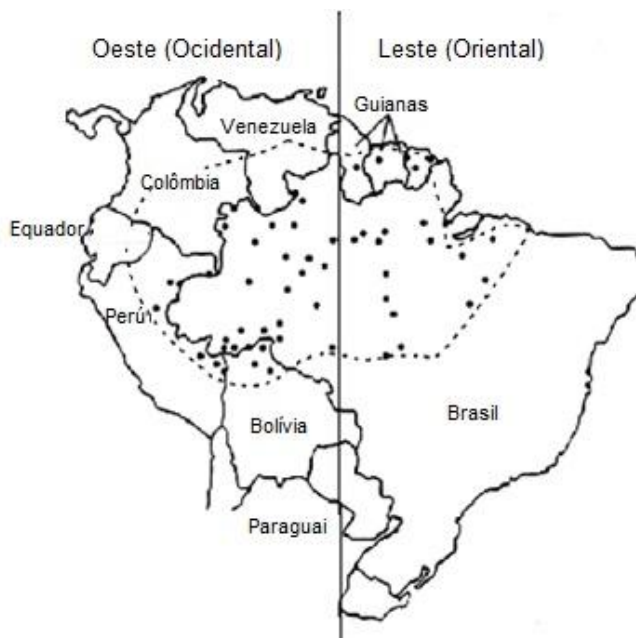 Oeste (Ocidental)
Leste (Oriental)
Guianas
Venezuela
Colômbia
Equador
Perú
Brasil
Bolívia
Paraguai